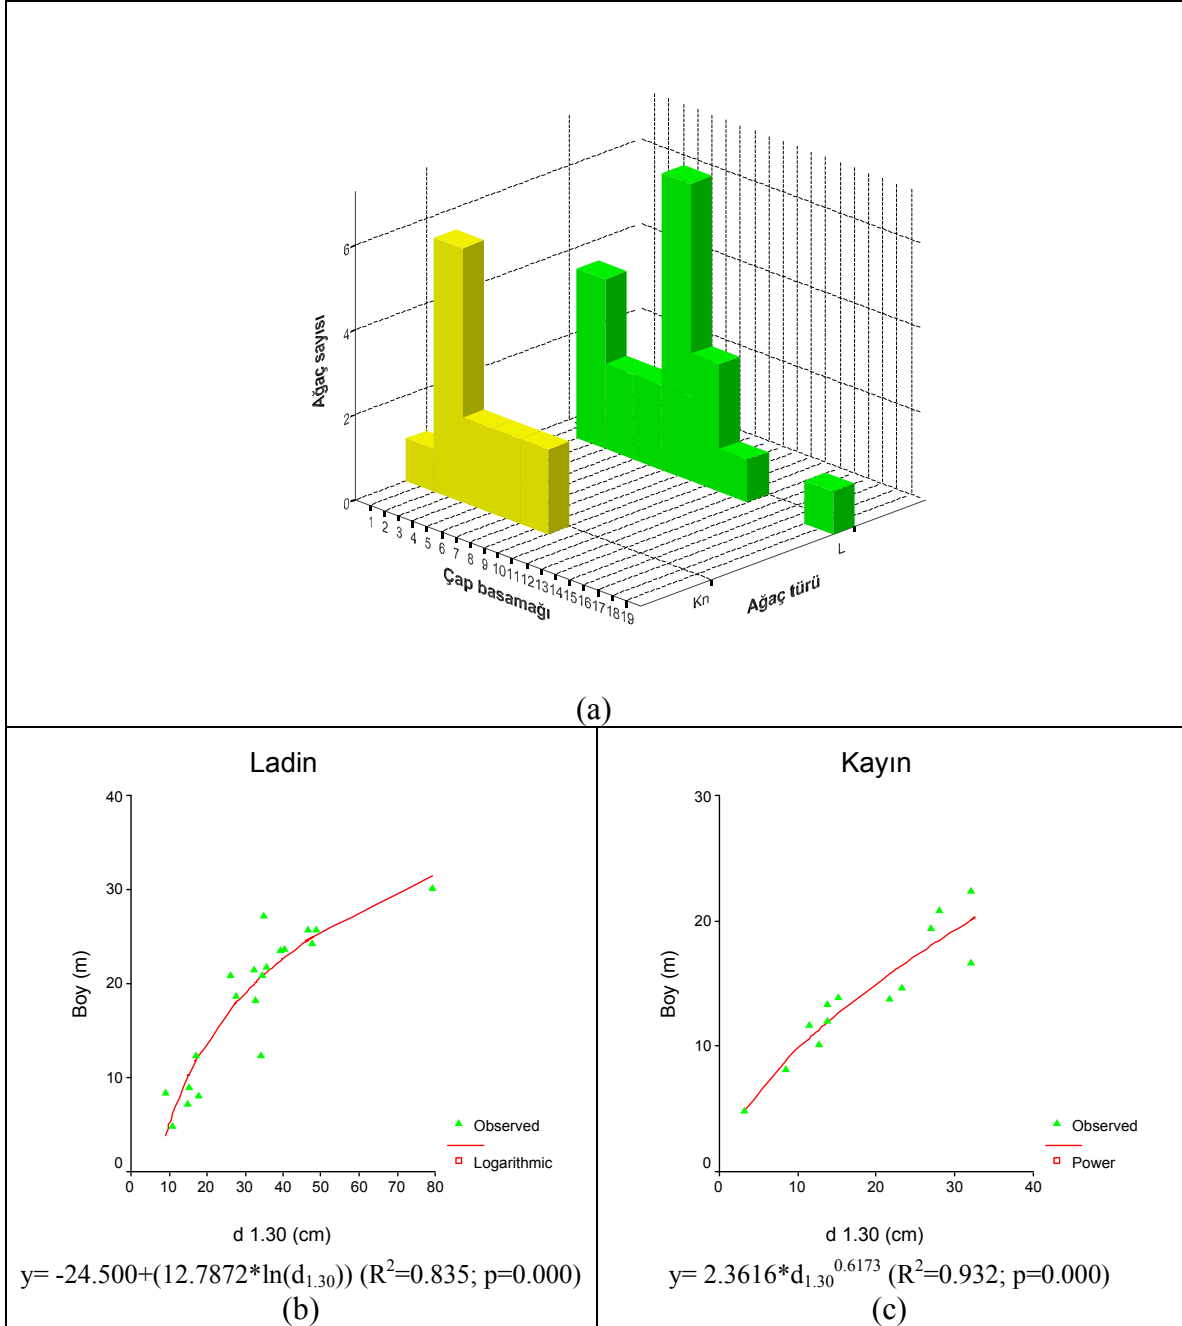 6
4
2
0
Ağaç sayısı
1 2 3 4 5 6 7 8 9 10 11 12 13 14 15 16 17 18 19
Çap basamağı
Kn
L
Ağaç türü
(a)
Ladin
40
30
20
10
0
Boy (m)
0 10 20 30 40 50 60 70 80
d 1.30 (cm)
Observed
Logarithmic
y= -24.500+(12.7872*ln(d1.30)) (R2=0.835; p=0.000)
(b)
Kayın
30
20
10
0
Boy (m)
0 10 20 30 40
d 1.30 (cm)
Observed
Power
y= 2.3616*d1.30^0.6173 (R2=0.932; p=0.000)
(c)